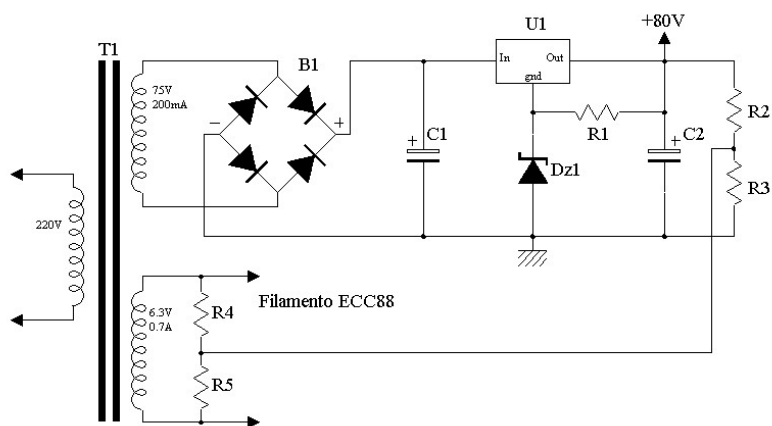 +80V
U1
T1
B1
In
Out
gnd
75V
200mA
−
+
+
C1
R1
+
C2
R2
Dz1
R3
220V
6.3V
0.7A
R4
Filamento ECC88
R5